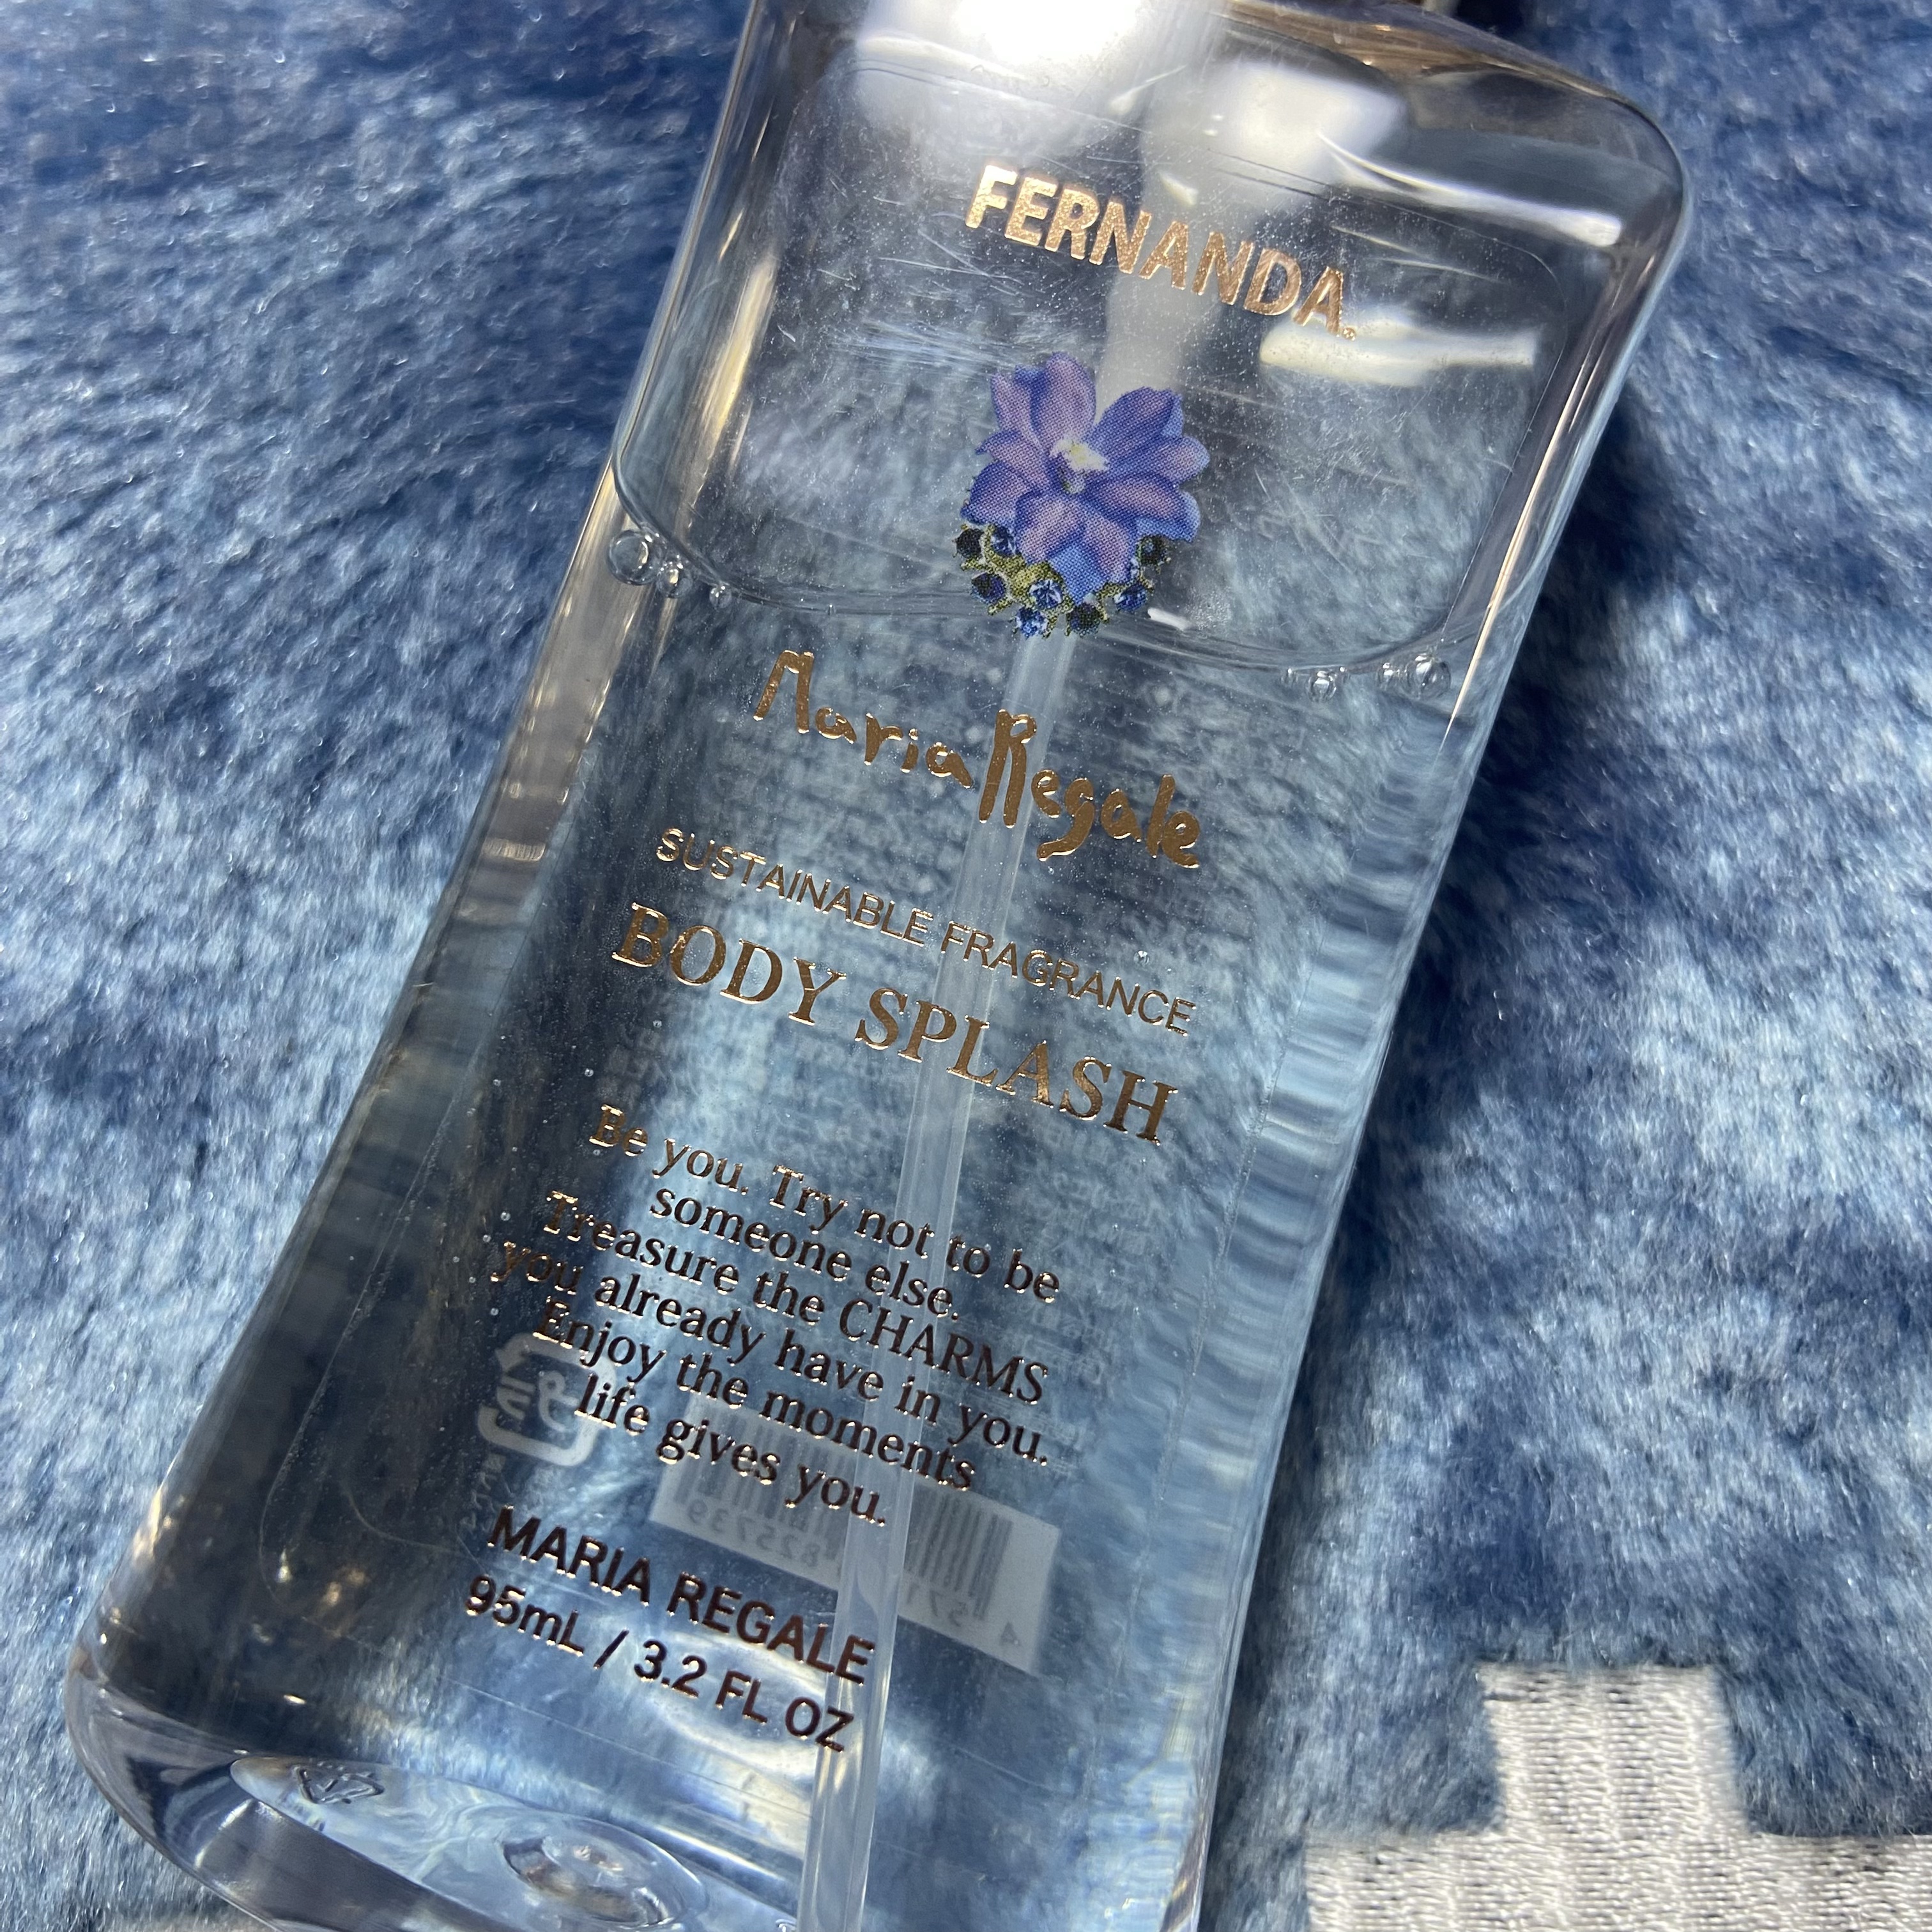 FERNANDA.
Maria Regale
SUSTAINABLE FRAGRANCE
BODY SPLASH
Be you. Try not to be
someone else.
Treasure the CHARMS
you already have in you.
Enjoy the moments
life gives you.
MARIA REGALE
95mL / 3.2 FL OZ